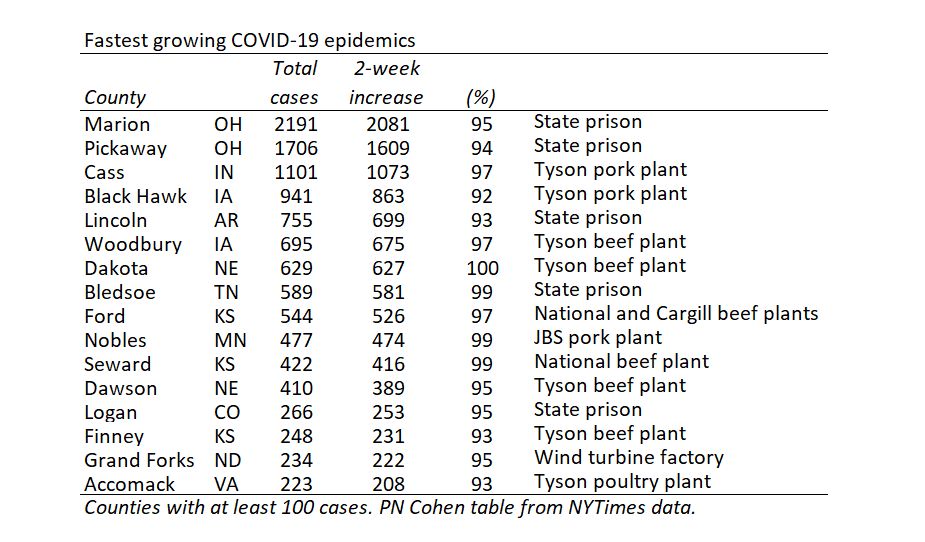 Fastest growing COVID-19 epidemics
Total 2-week
County cases increase (%)
Marion OH 2191 2081 95 State prison
Pickaway OH 1706 1609 94 State prison
Cass IN 1101 1073 97 Tyson pork plant
Black Hawk IA 941 863 92 Tyson pork plant
Lincoln AR 755 699 93 State prison
Woodbury IA 695 675 97 Tyson beef plant
Dakota NE 629 627 100 Tyson beef plant
Bledsoe TN 589 581 99 State prison
Ford KS 544 526 97 National and Cargill beef plants
Nobles MN 477 474 99 JBS pork plant
Seward KS 422 416 99 National beef plant
Dawson NE 410 389 95 Tyson beef plant
Logan CO 266 253 95 State prison
Finney KS 248 231 93 Tyson beef plant
Grand Forks ND 234 222 95 Wind turbine factory
Accomack VA 223 208 93 Tyson poultry plant
Counties with at least 100 cases. PN Cohen table from NYTimes data.